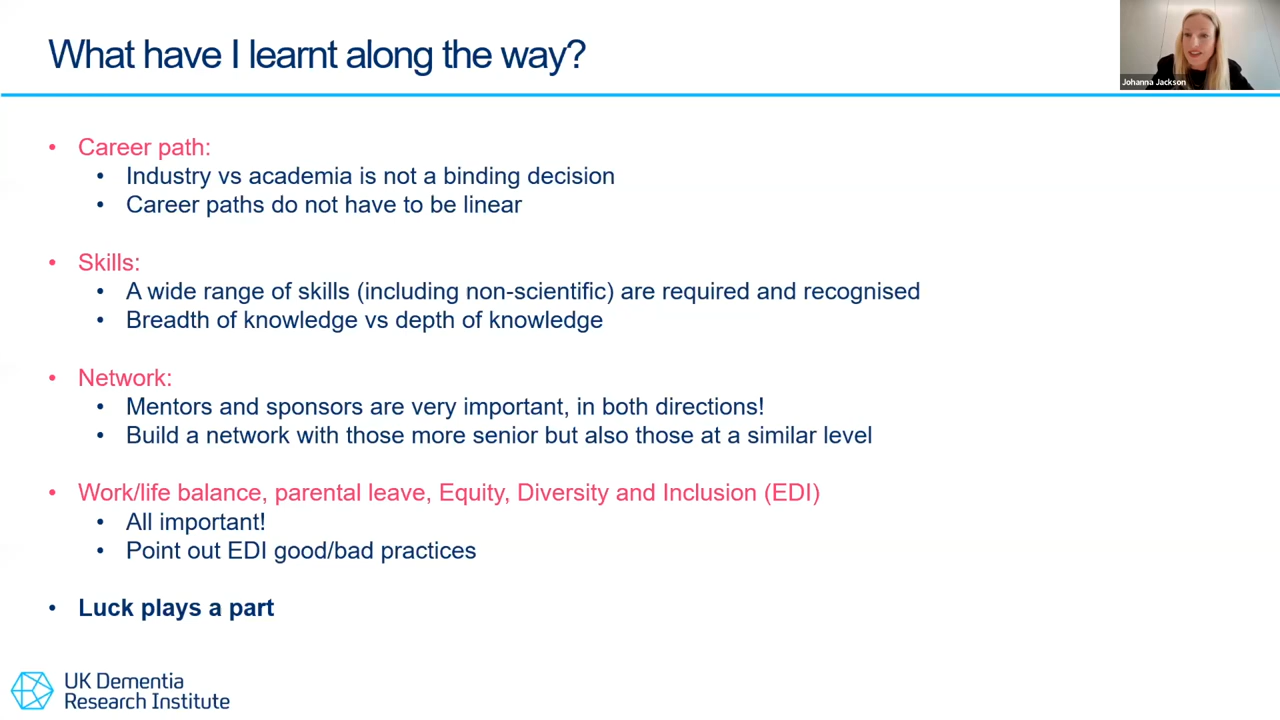 What have I learnt along the way?
Johanna Jackson
• Career path:
• Industry vs academia is not a binding decision
• Career paths do not have to be linear
• Skills:
• A wide range of skills (including non-scientific) are required and recognised
• Breadth of knowledge vs depth of knowledge
• Network:
• Mentors and sponsors are very important, in both directions!
• Build a network with those more senior but also those at a similar level
• Work/life balance, parental leave, Equity, Diversity and Inclusion (EDI)
• All important!
• Point out EDI good/bad practices
• Luck plays a part
UK Dementia
Research Institute